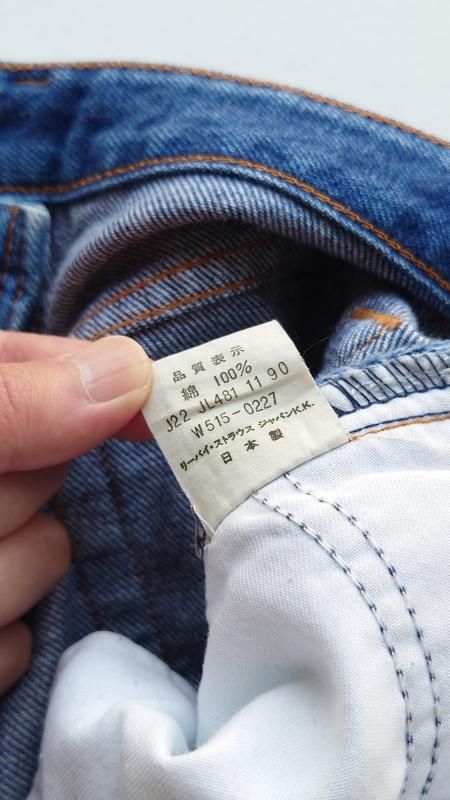 品質表示
綿 100%
J22 JL481 11 90
W515-0227
リーバイ・ストラウス ジャパンK.K.
日本製